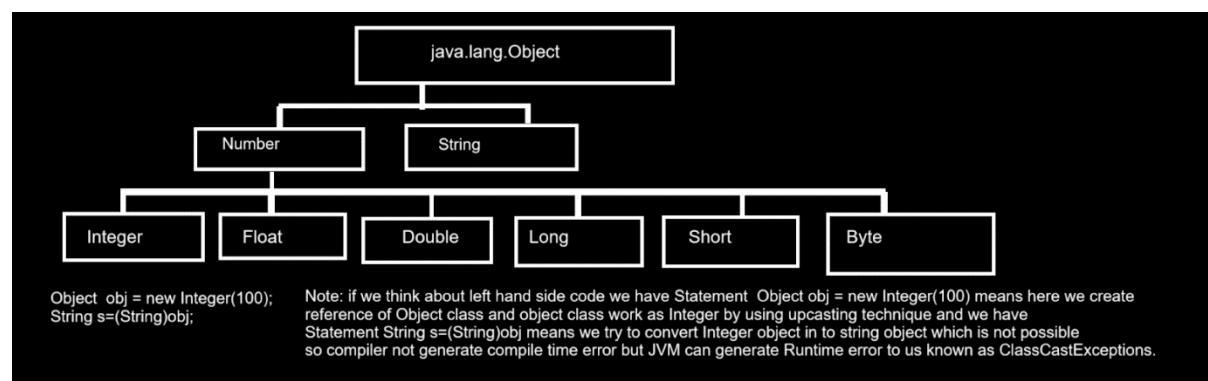 java.lang.Object
Number
String
Integer
Float
Double
Long
Short
Byte
Object obj = new Integer(100);
String s=(String)obj;
Note: if we think about left hand side code we have Statement Object obj = new Integer(100) means here we create
reference of Object class and object class work as Integer by using upcasting technique and we have
Statement String s=(String)obj means we try to convert Integer object in to string object which is not possible
so compiler not generate compile time error but JVM can generate Runtime error to us known as ClassCastExceptions.